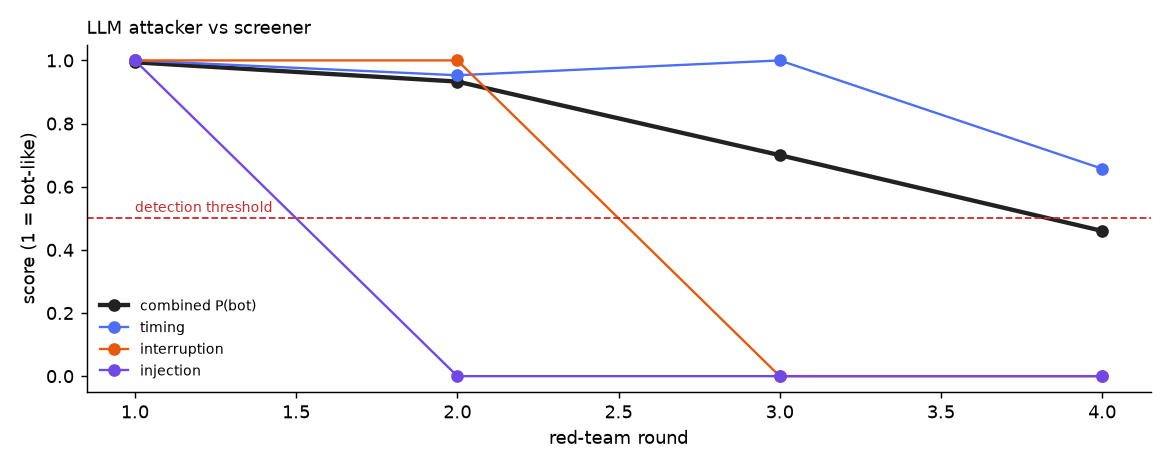 LLM attacker vs screener
score (1 = bot-like)
1.0
0.8
0.6
0.4
0.2
0.0
detection threshold
combined P(bot)
timing
interruption
injection
1.0 1.5 2.0 2.5 3.0 3.5 4.0
red-team round